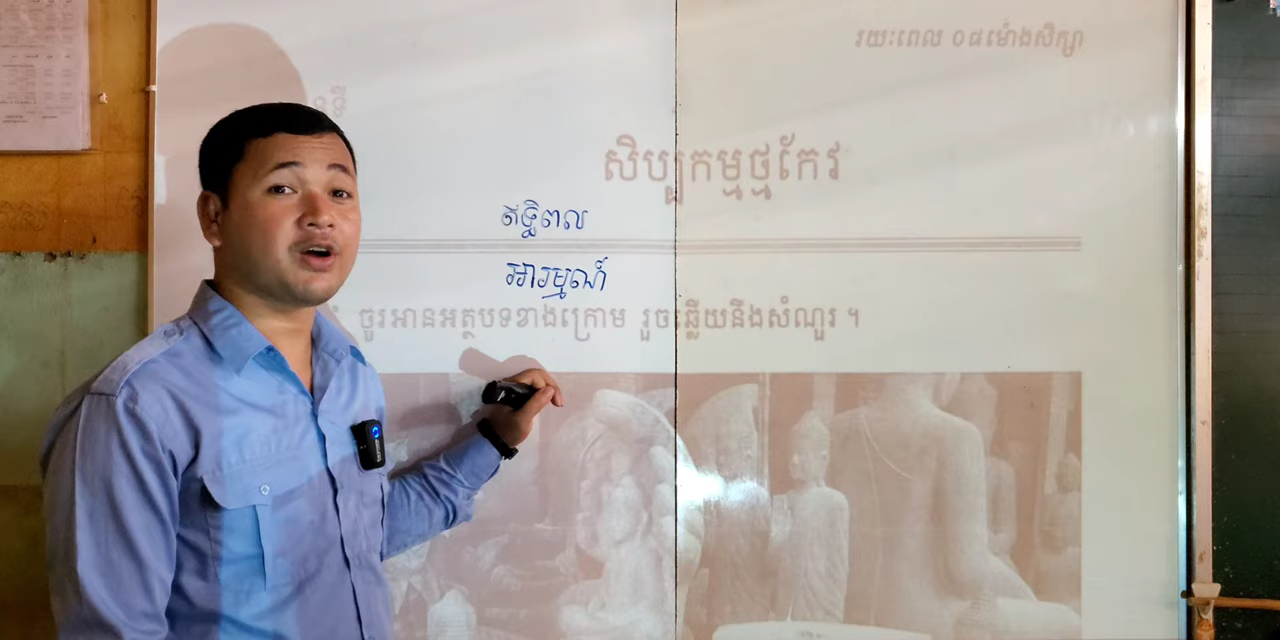 រយៈពេល ០៨ម៉ោងសិក្សា
សិប្បកម្មថ្មកែវ
ឥទ្ធិពល
អារម្មណ៍
ចូរអានអត្ថបទខាងក្រោម រួចឆ្លើយនឹងសំណួរ ។